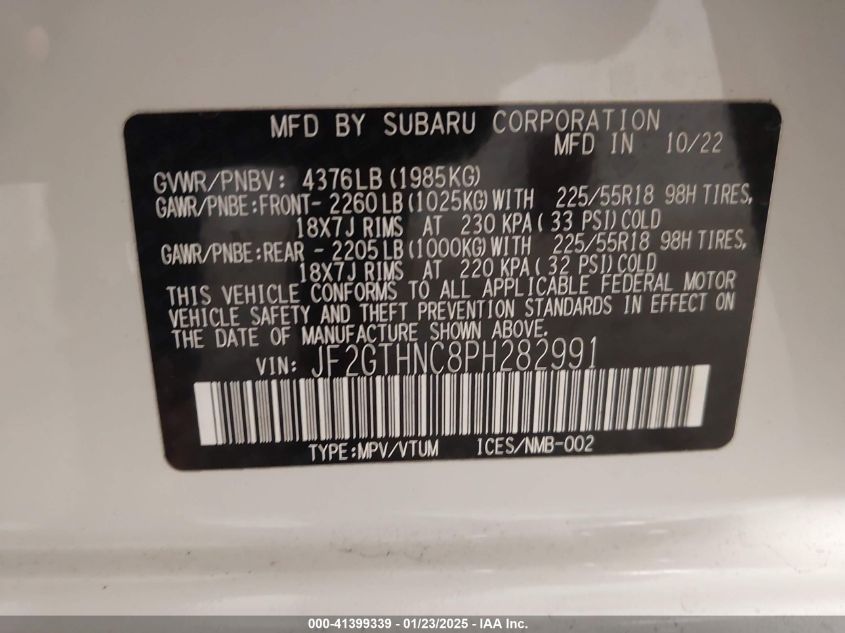 MFD BY SUBARU CORPORATION
MFD IN 10/22
GVWR/PNBV: 4376LB (1985KG)
GAWR/PNBE:FRONT- 2260 LB (1025KG) WITH 225/55R18 98H TIRES,
18X7J RIMS AT 230 KPA ( 33 PSI) COLD
GAWR/PNBE:REAR - 2205 LB (1000KG) WITH 225/55R18 98H TIRES,
18X7J RIMS AT 220 KPA ( 32 PSI) COLD
THIS VEHICLE CONFORMS TO ALL APPLICABLE FEDERAL MOTOR
VEHICLE SAFETY AND THEFT PREVENTION STANDARDS IN EFFECT ON
THE DATE OF MANUFACTURE SHOWN ABOVE.
VIN: JF2GTHNC8PH282991
TYPE:MPV/VTUM ICES/NMB-002
000-41399339 - 01/23/2025 - IAA Inc.